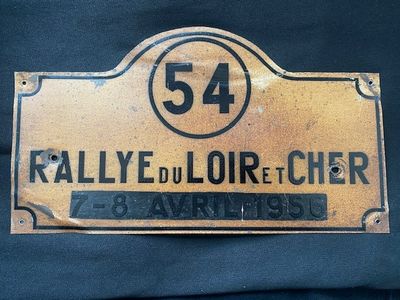 54
RALLYE DU LOIR ET CHER
7-8 AVRIL-1956